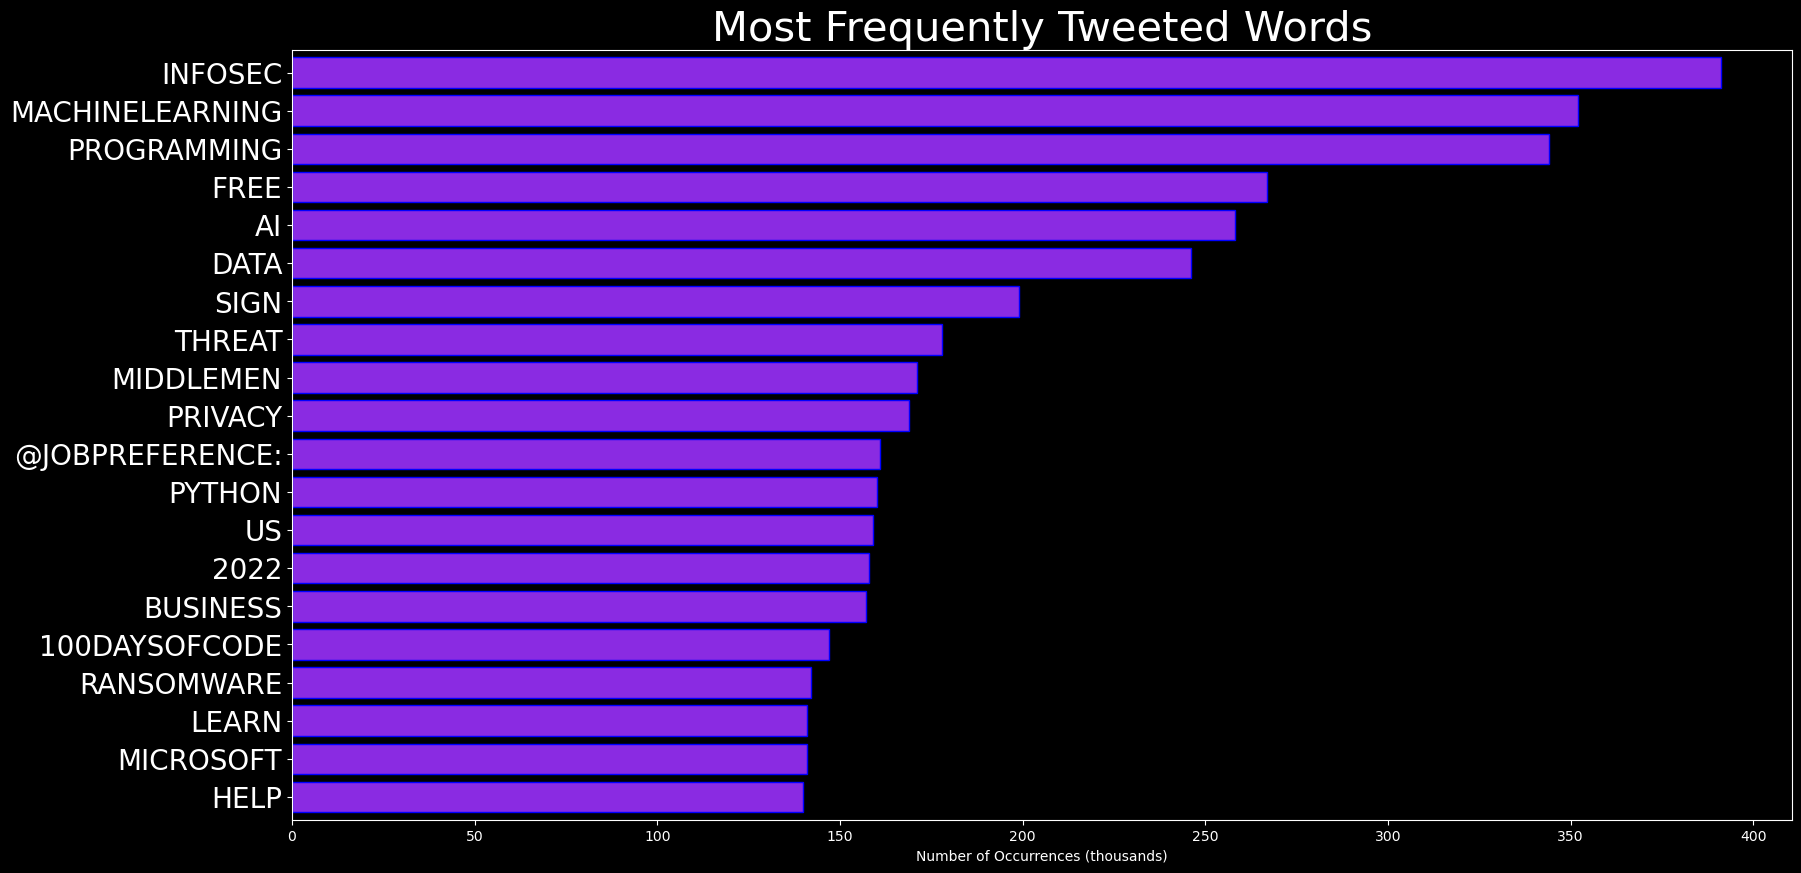 Most Frequently Tweeted Words
INFOSEC
MACHINELEARNING
PROGRAMMING
FREE
AI
DATA
SIGN
THREAT
MIDDLEMEN
PRIVACY
@JOBPREFERENCE:
PYTHON
US
2022
BUSINESS
100DAYSOFCODE
RANSOMWARE
LEARN
MICROSOFT
HELP
0 50 100 150 200 250 300 350 400
Number of Occurrences (thousands)